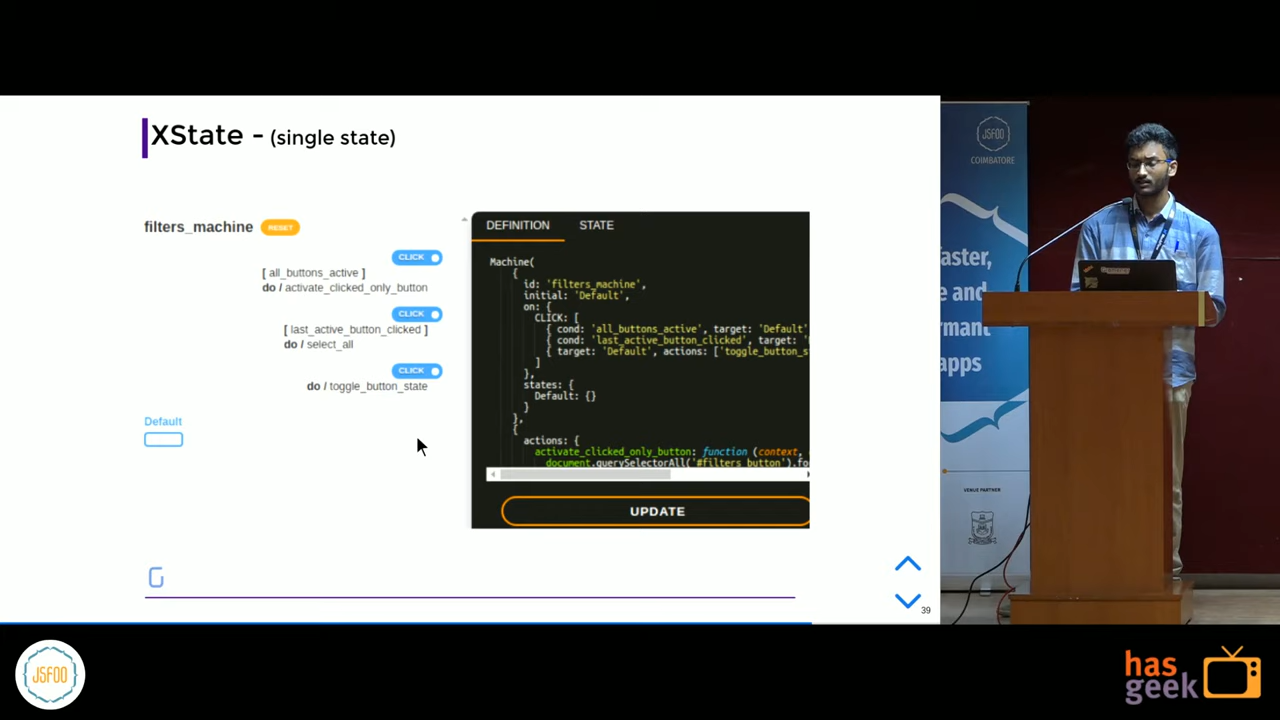 XState - (single state)
filters_machine
RESET
CLICK
[ all_buttons_active ]
do / activate_clicked_only_button
CLICK
[ last_active_button_clicked ]
do / select_all
CLICK
do / toggle_button_state
Default
DEFINITION STATE
Machine(
{
id: 'filters_machine',
initial: 'Default',
on: {
CLICK: [
{ cond: 'all_buttons_active', target: 'Default'
{ cond: 'last_active_button_clicked', target:
{ target: 'Default', actions: ['toggle_button_s
]
},
states: {
Default: {}
}
},
{
actions: {
activate_clicked_only_button: function (context,
document.querySelectorAll('#filters button').fo
UPDATE
39
JSFOO
COIMBATORE
aster,
e and
rmant
apps
VENUE PARTNER
JSFOO
has
geek